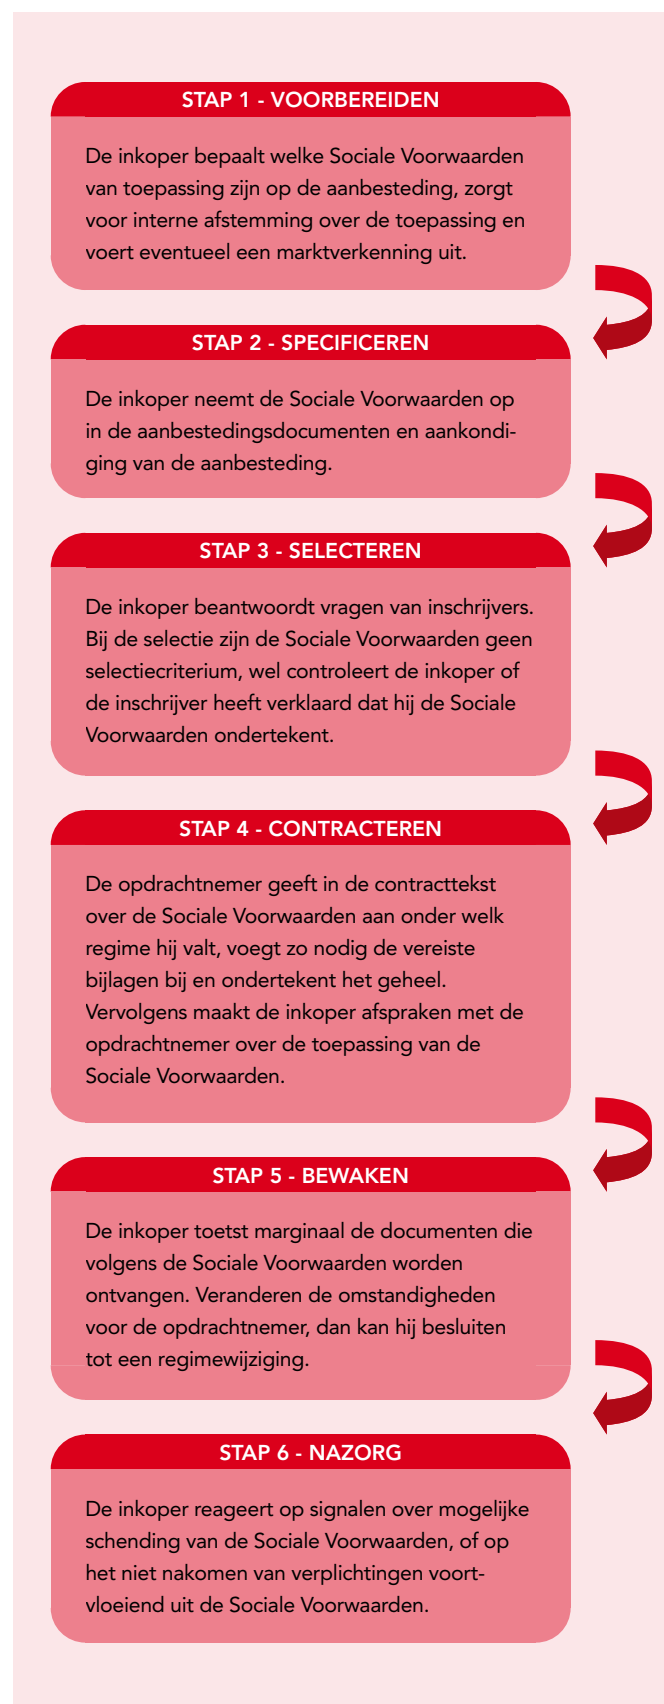 STAP 1 - VOORBEREIDEN
De inkoper bepaalt welke Sociale Voorwaarden
van toepassing zijn op de aanbesteding, zorgt
voor interne afstemming over de toepassing en
voert eventueel een marktverkenning uit.
STAP 2 - SPECIFICEREN
De inkoper neemt de Sociale Voorwaarden op
in de aanbestedingsdocumenten en aankondi-
ging van de aanbesteding.
STAP 3 - SELECTEREN
De inkoper beantwoordt vragen van inschrijvers.
Bij de selectie zijn de Sociale Voorwaarden geen
selectiecriterium, wel controleert de inkoper of
de inschrijver heeft verklaard dat hij de Sociale
Voorwaarden ondertekent.
STAP 4 - CONTRACTEREN
De opdrachtnemer geeft in de contracttekst
over de Sociale Voorwaarden aan onder welk
regime hij valt, voegt zo nodig de vereiste
bijlagen bij en ondertekent het geheel.
Vervolgens maakt de inkoper afspraken met de
opdrachtnemer over de toepassing van de
Sociale Voorwaarden.
STAP 5 - BEWAKEN
De inkoper toetst marginaal de documenten die
volgens de Sociale Voorwaarden worden
ontvangen. Veranderen de omstandigheden
voor de opdrachtnemer, dan kan hij besluiten
tot een regimewijziging.
STAP 6 - NAZORG
De inkoper reageert op signalen over mogelijke
schending van de Sociale Voorwaarden, of op
het niet nakomen van verplichtingen voort-
vloeiend uit de Sociale Voorwaarden.